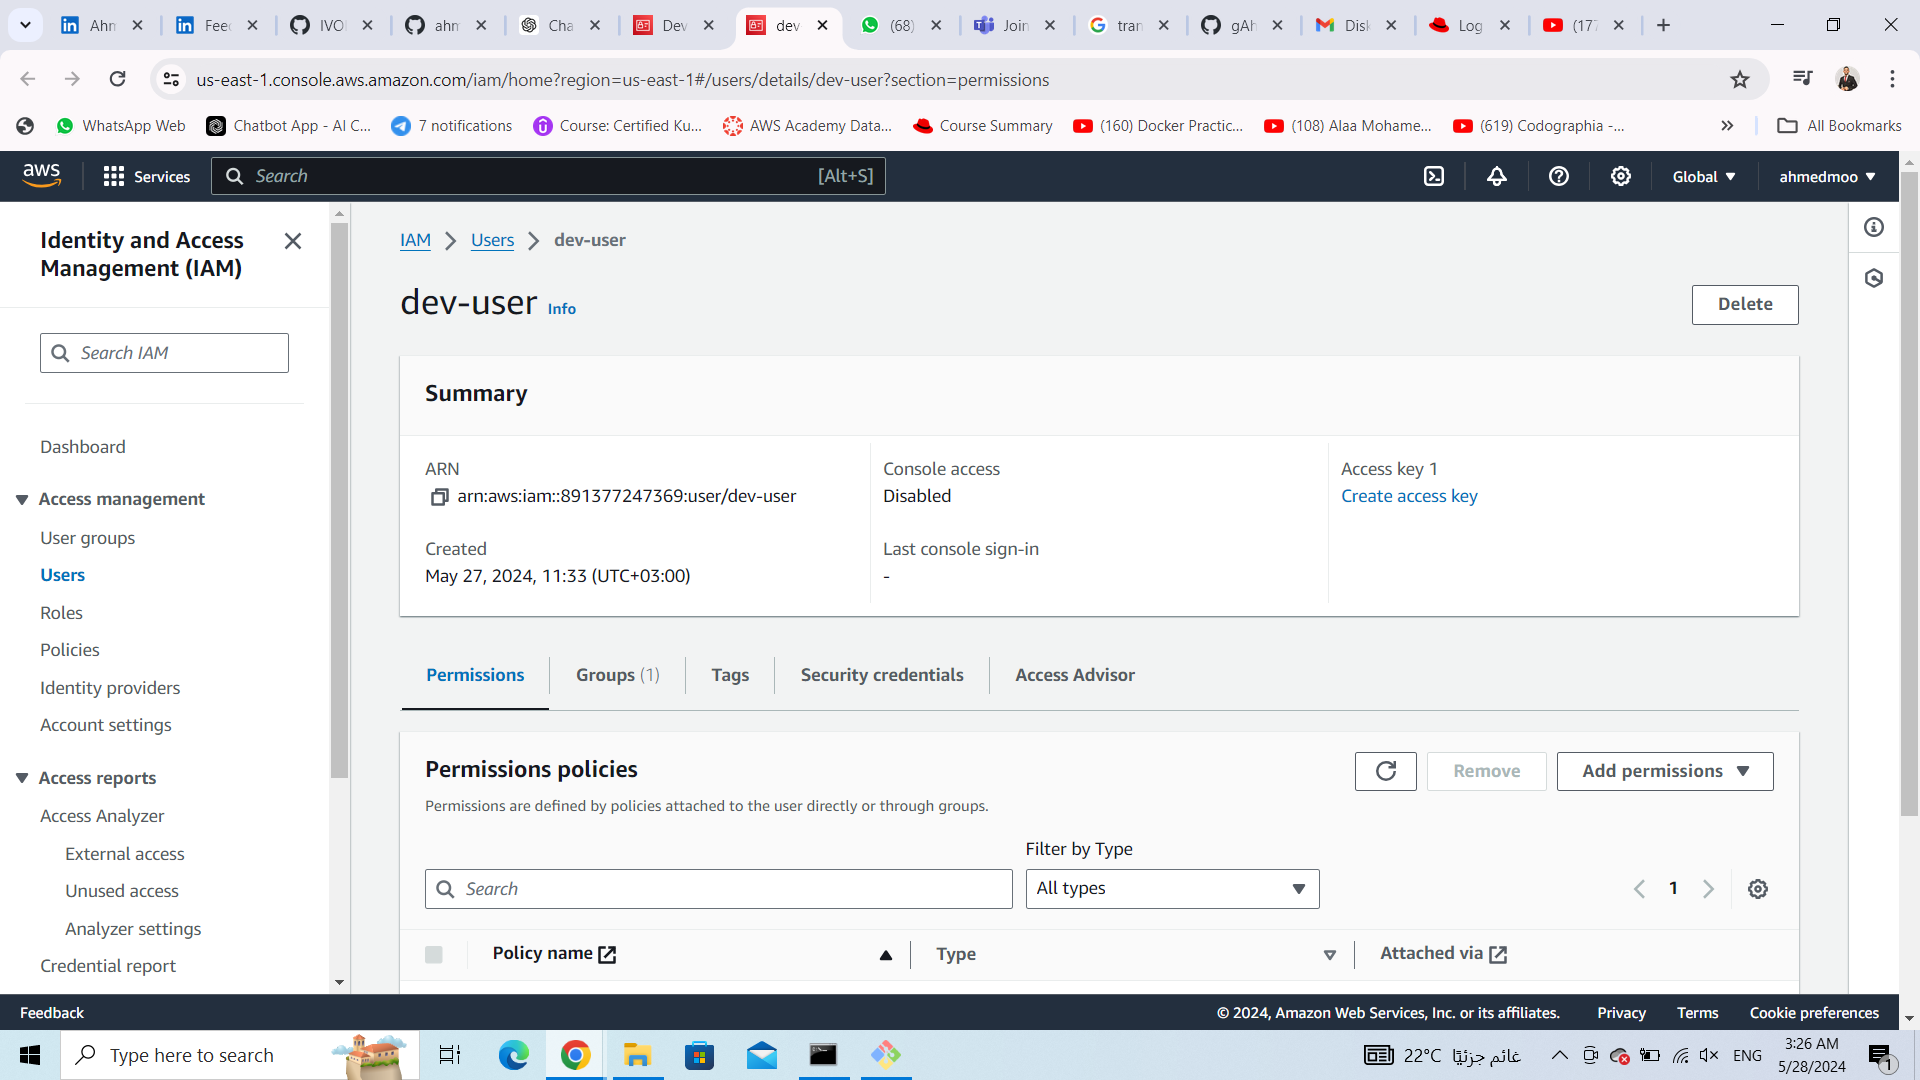 Ahm
Feed
IVOI
ahm
Cha
Dev
dev
(68)
Join
tran
gAh
Disk
Log
(177
us-east-1.console.aws.amazon.com/iam/home?region=us-east-1#/users/details/dev-user?section=permissions
WhatsApp Web
Chatbot App - AI C...
7 notifications
Course: Certified Ku...
AWS Academy Data...
Course Summary
(160) Docker Practic...
(108) Alaa Mohame...
(619) Codographia -...
All Bookmarks
aws
Services
Search
[Alt+S]
Global
ahmedmoo
Identity and Access
Management (IAM)
Search IAM
Dashboard
Access management
User groups
Users
Roles
Policies
Identity providers
Account settings
Access reports
Access Analyzer
External access
Unused access
Analyzer settings
Credential report
IAM
Users
dev-user
dev-user Info
Delete
Summary
ARN
arn:aws:iam::891377247369:user/dev-user
Created
May 27, 2024, 11:33 (UTC+03:00)
Console access
Disabled
Last console sign-in
-
Access key 1
Create access key
Permissions
Groups (1)
Tags
Security credentials
Access Advisor
Permissions policies
Remove
Add permissions
Permissions are defined by policies attached to the user directly or through groups.
Filter by Type
Search
All types
1
Policy name
Type
Attached via
Feedback
© 2024, Amazon Web Services, Inc. or its affiliates.
Privacy
Terms
Cookie preferences
Type here to search
22°C غائم جزئيًا
ENG
3:26 AM
5/28/2024
1